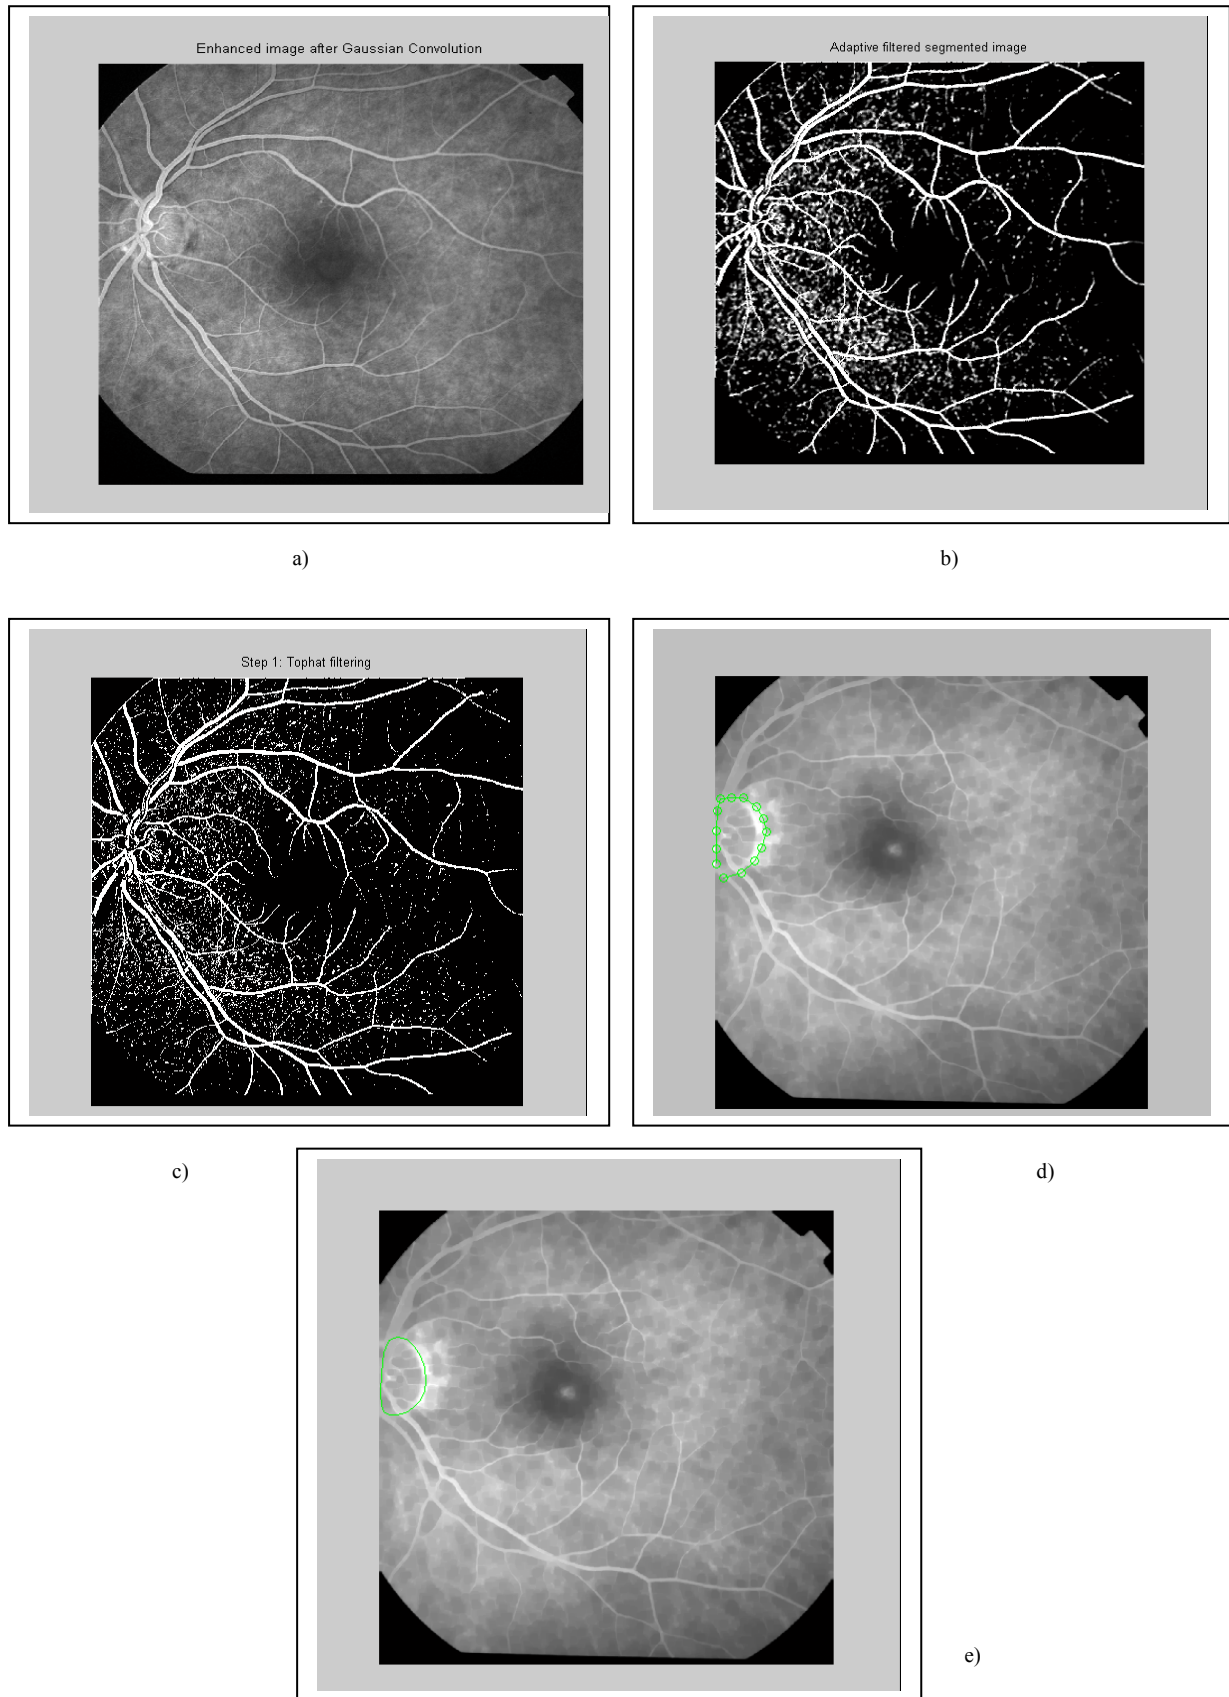 Enhanced image after Gaussian Convolution
Adaptive filtered segmented image
a)
b)
Step 1: Tophat filtering
c)
d)
e)